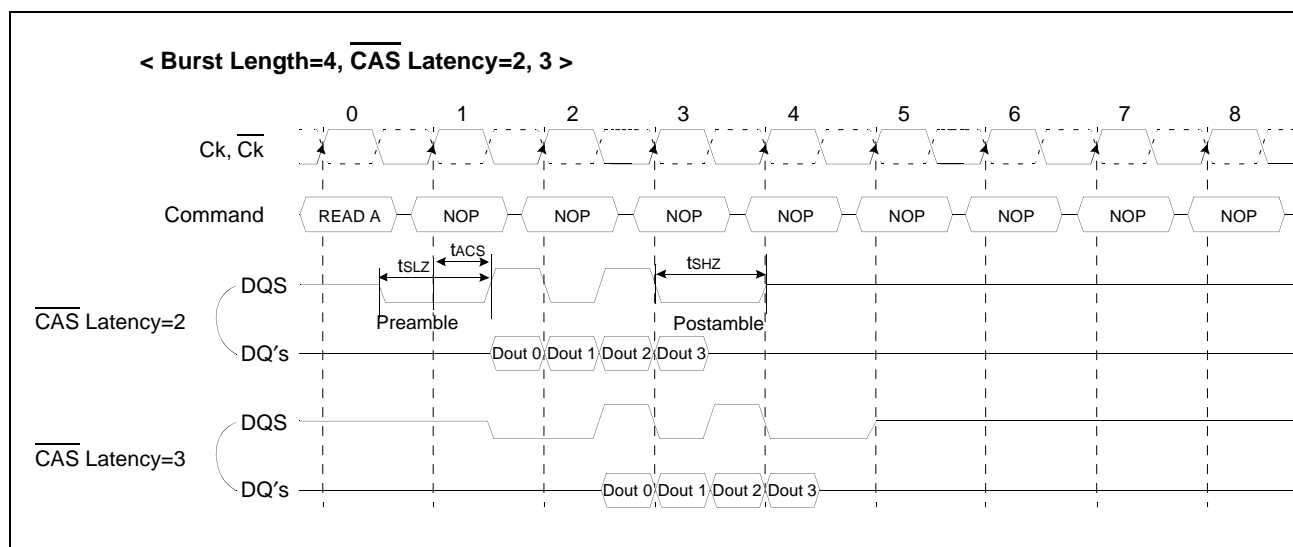 < Burst Length=4, CAS Latency=2, 3 >
0 1 2 3 4 5 6 7 8
Ck, Ck
Command READ A NOP NOP NOP NOP NOP NOP NOP NOP
tSLZ tACS tSHZ
DQS
CAS Latency=2
Preamble Postamble
DQ's Dout 0 Dout 1 Dout 2 Dout 3
DQS
CAS Latency=3
DQ's Dout 0 Dout 1 Dout 2 Dout 3